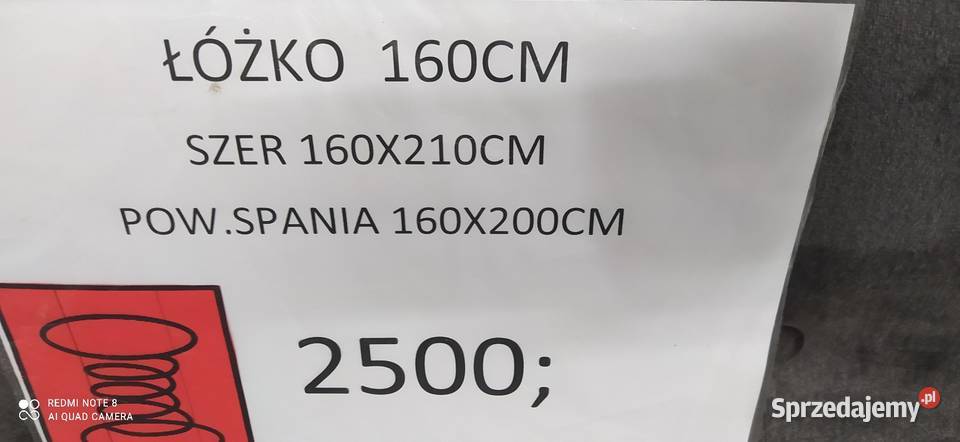 ŁÓŻKO 160CM
SZER 160X210CM
POW.SPANIA 160X200CM
2500;
REDMI NOTE 8
AI QUAD CAMERA
Sprzedajemy.pl